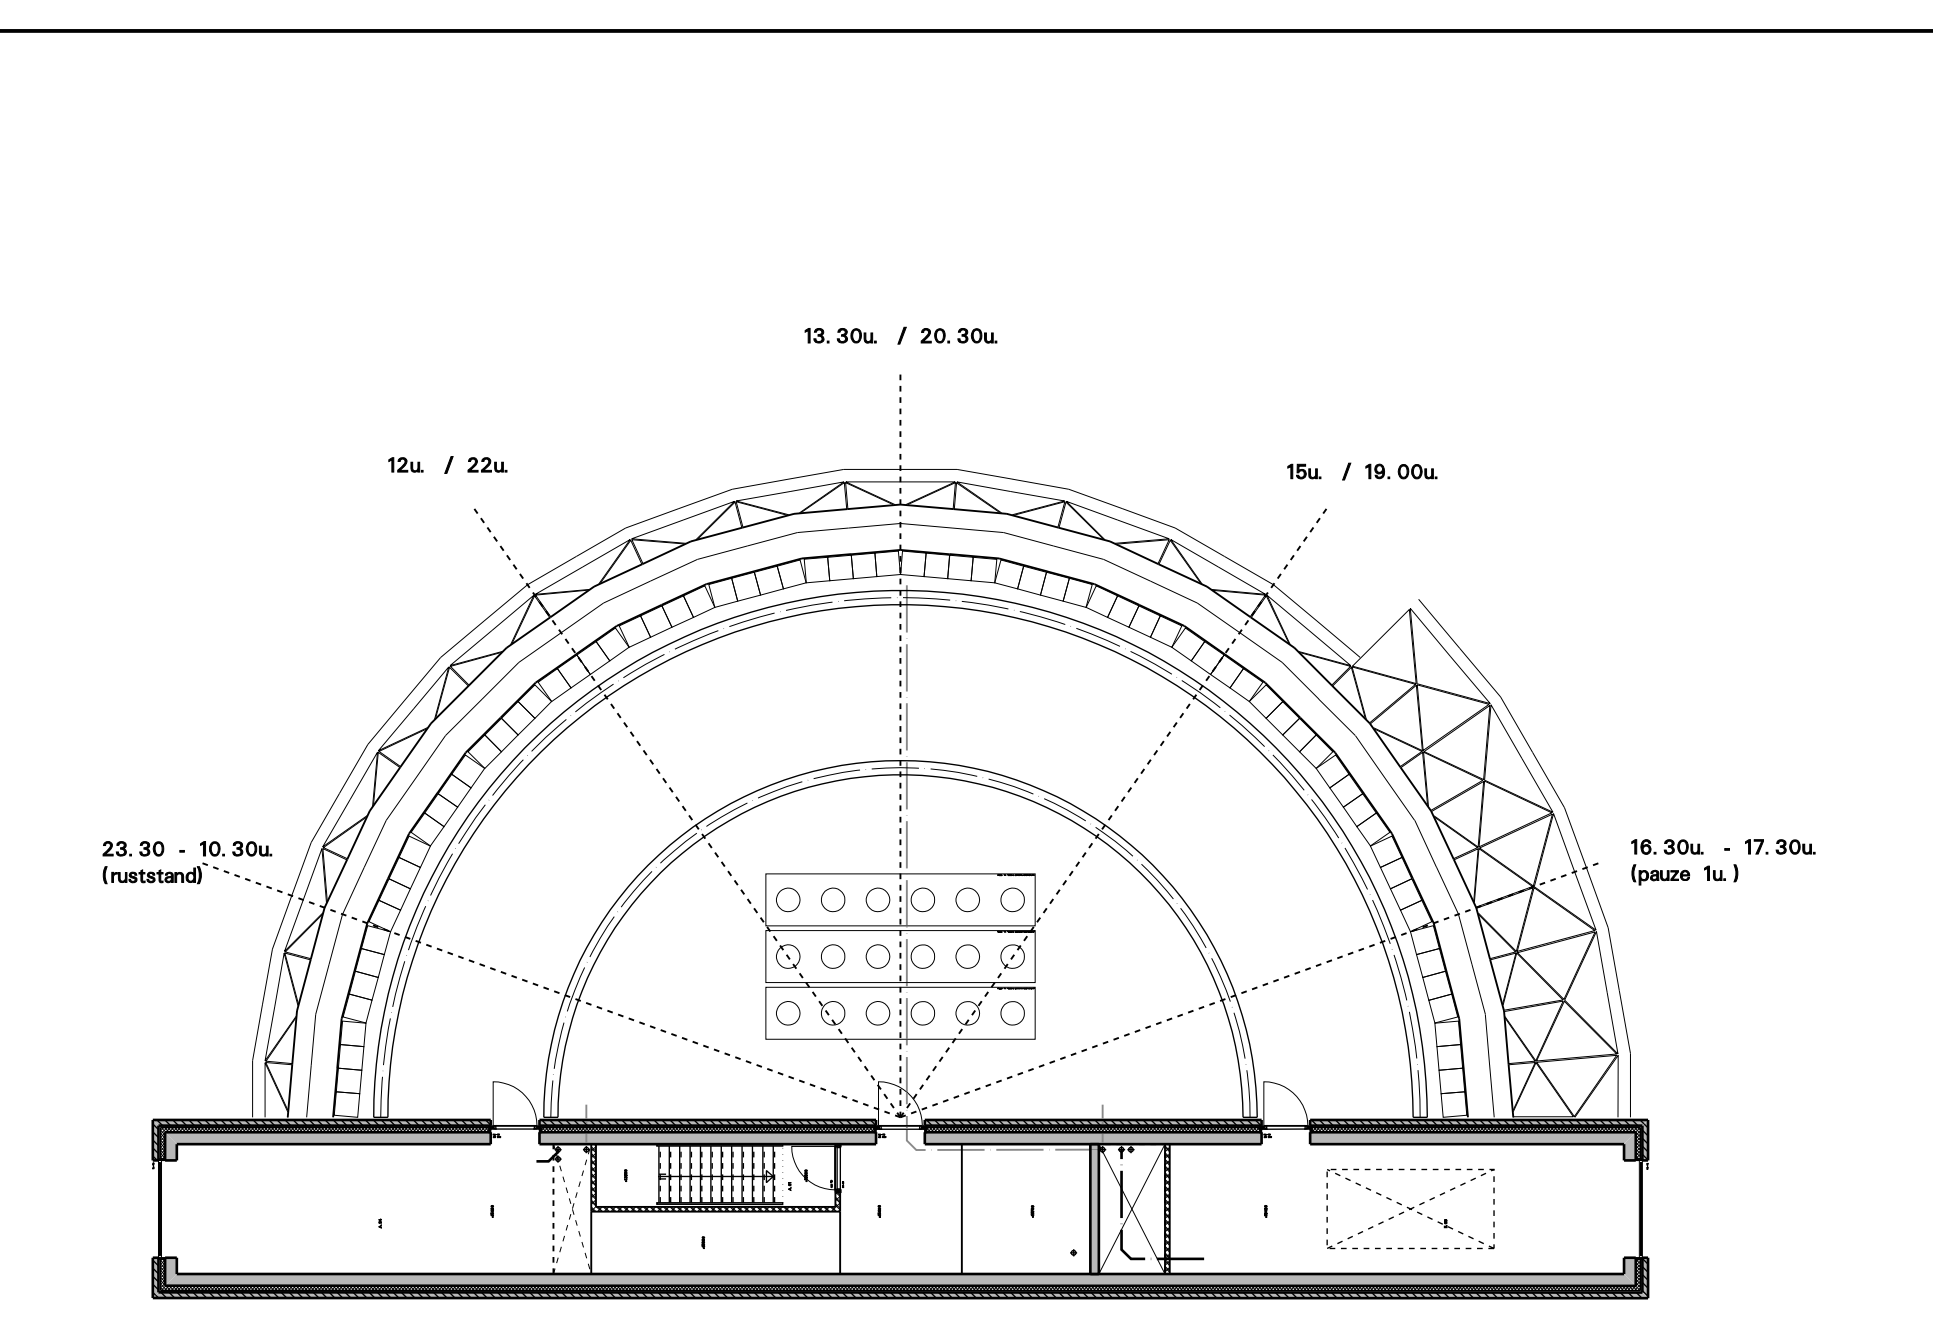 13.30u. / 20.30u.
12u. / 22u.
15u. / 19.00u.
23.30 - 10.30u.
(ruststand)
16.30u. - 17.30u.
(pauze 1u.)